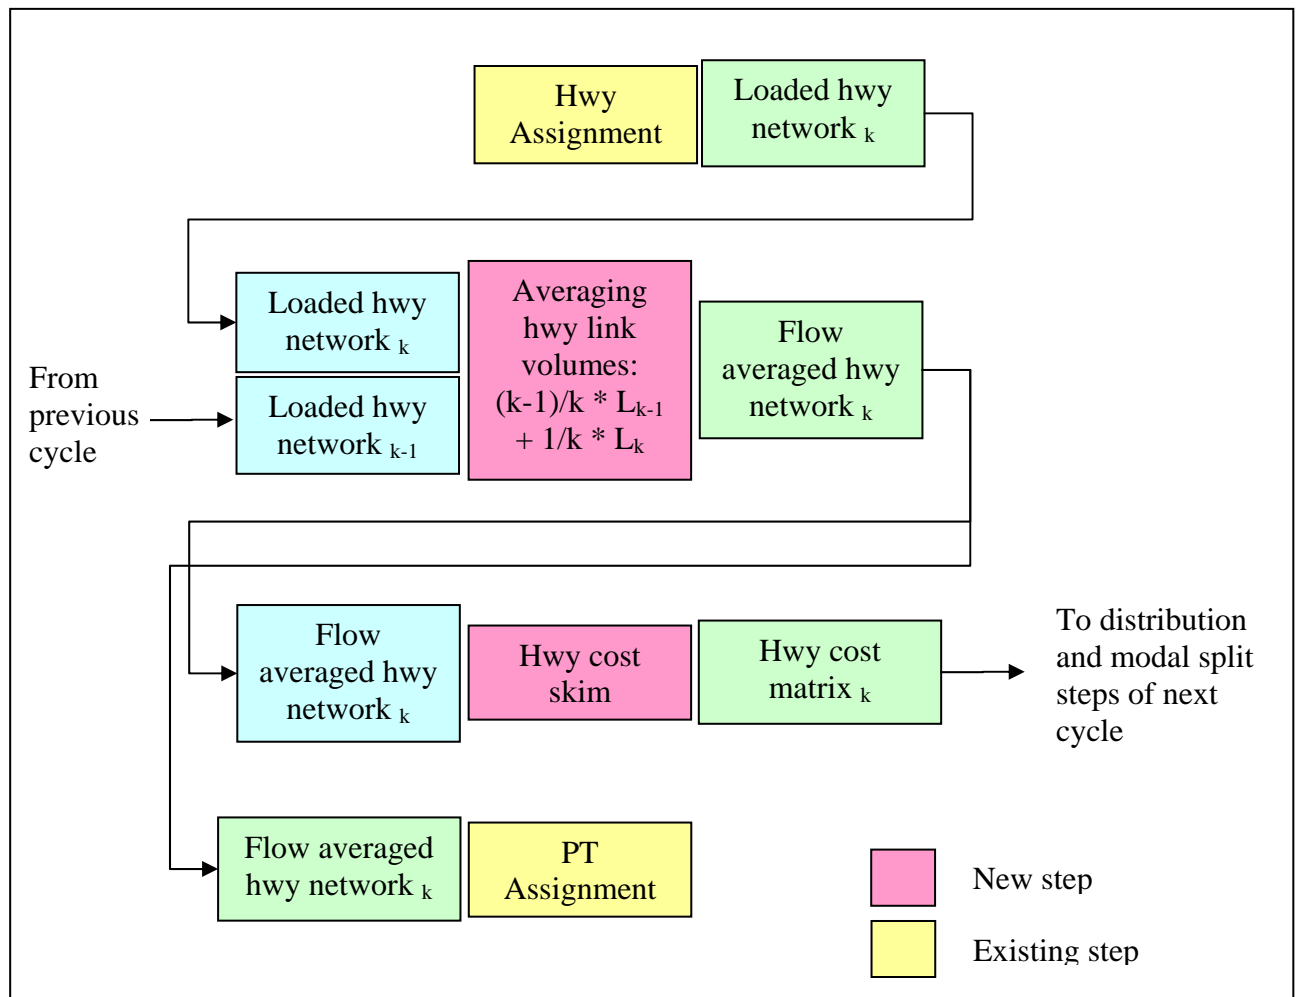 Hwy
Assignment
Loaded hwy
network k
Loaded hwy
network k
From
previous
cycle
Loaded hwy
network k-1
Averaging
hwy link
volumes:
(k-1)/k * Lk-1
+ 1/k * Lk
Flow
averaged hwy
network k
Flow
averaged hwy
network k
Hwy cost
skim
Hwy cost
matrix k
To distribution
and modal split
steps of next
cycle
Flow averaged
hwy network k
PT
Assignment
New step
Existing step